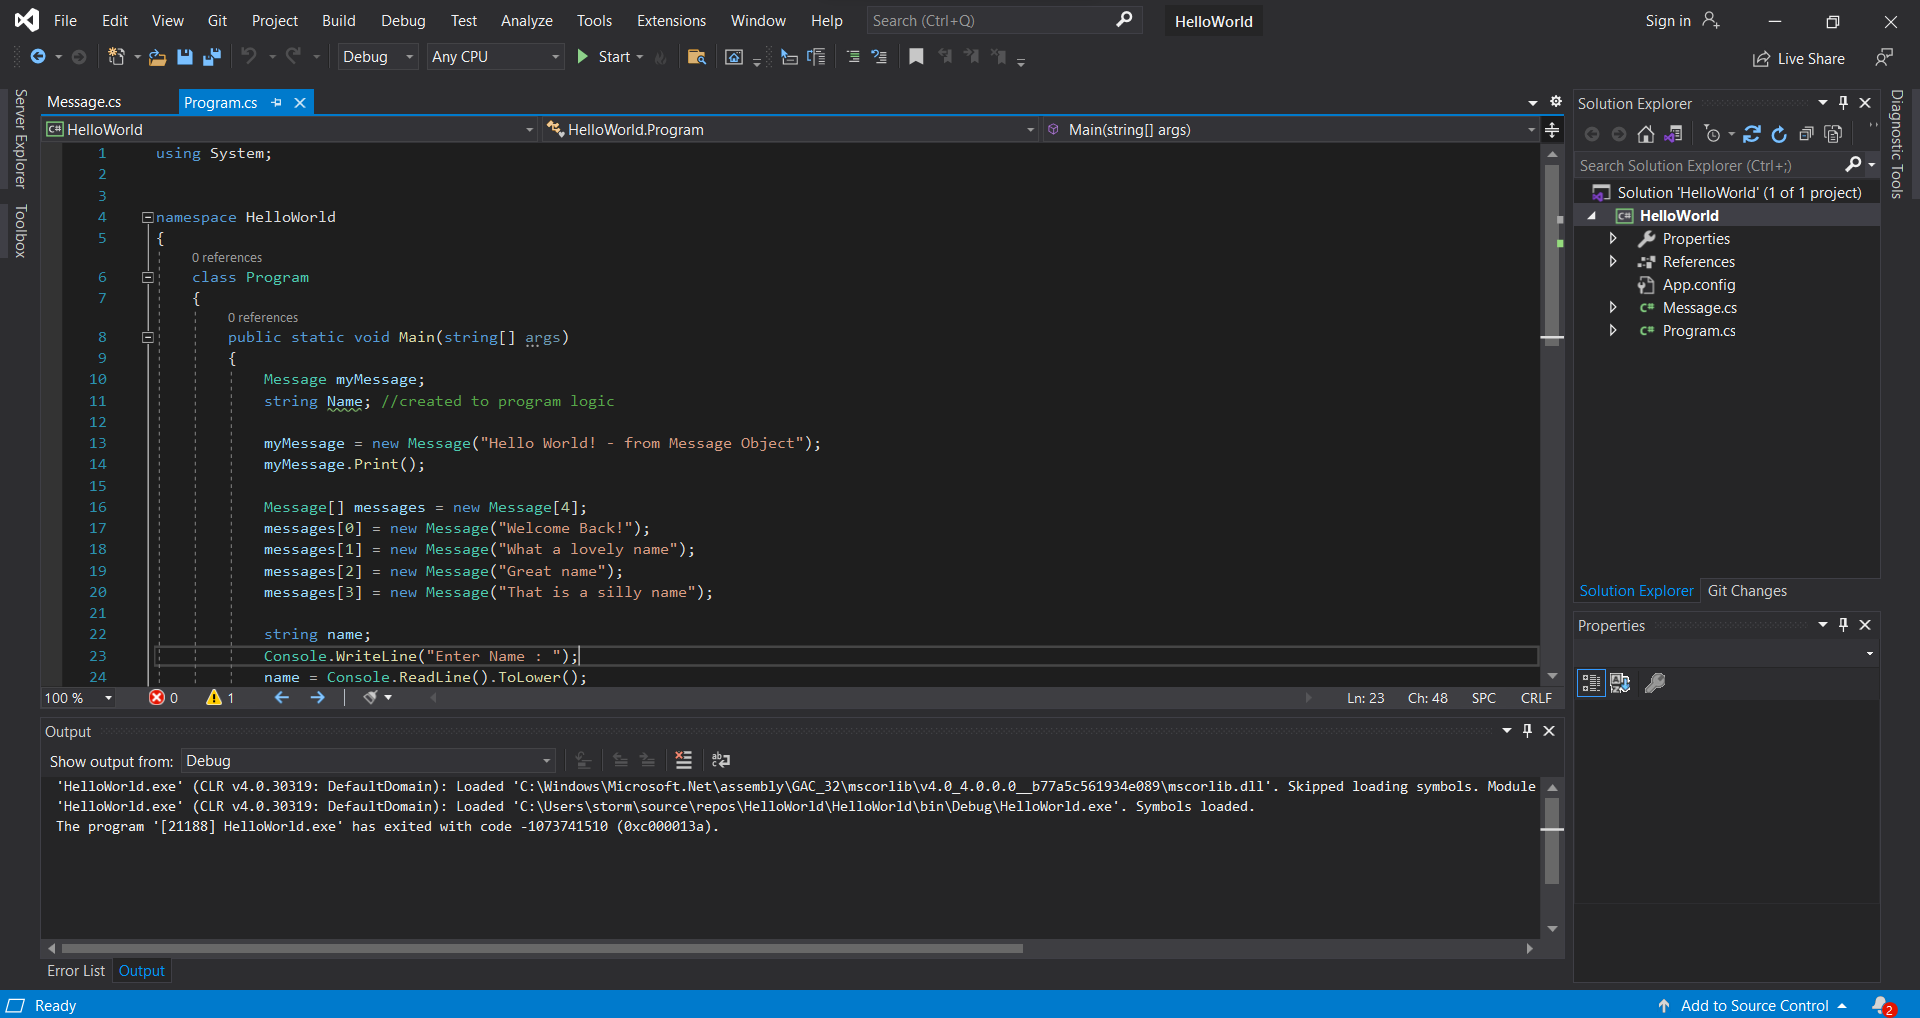 File Edit View Git Project Build Debug Test Analyze Tools Extensions Window Help Search (Ctrl+Q) HelloWorld Sign in
Debug Any CPU Start Live Share
Server Explorer
Toolbox
Message.cs Program.cs
HelloWorld HelloWorld.Program Main(string[] args)
1 using System;
2
3
4 namespace HelloWorld
5 {
0 references
6 class Program
7 {
0 references
8 public static void Main(string[] args)
9 {
10 Message myMessage;
11 string Name; //created to program logic
12
13 myMessage = new Message("Hello World! - from Message Object");
14 myMessage.Print();
15
16 Message[] messages = new Message[4];
17 messages[0] = new Message("Welcome Back!");
18 messages[1] = new Message("What a lovely name");
19 messages[2] = new Message("Great name");
20 messages[3] = new Message("That is a silly name");
21
22 string name;
23 Console.WriteLine("Enter Name : ");
24 name = Console.ReadLine().ToLower();
100 % 0 1 Ln: 23 Ch: 48 SPC CRLF
Output
Show output from: Debug
'HelloWorld.exe' (CLR v4.0.30319: DefaultDomain): Loaded 'C:\Windows\Microsoft.Net\assembly\GAC_32\mscorlib\v4.0_4.0.0.0__b77a5c561934e089\mscorlib.dll'. Skipped loading symbols. Module
'HelloWorld.exe' (CLR v4.0.30319: DefaultDomain): Loaded 'C:\Users\storm\source\repos\HelloWorld\HelloWorld\bin\Debug\HelloWorld.exe'. Symbols loaded.
The program '[21188] HelloWorld.exe' has exited with code -1073741510 (0xc000013a).
Error List Output
Solution Explorer
Search Solution Explorer (Ctrl+;)
Solution 'HelloWorld' (1 of 1 project)
C# HelloWorld
Properties
References
App.config
C# Message.cs
C# Program.cs
Solution Explorer Git Changes
Properties
Diagnostic Tools
Ready Add to Source Control 2